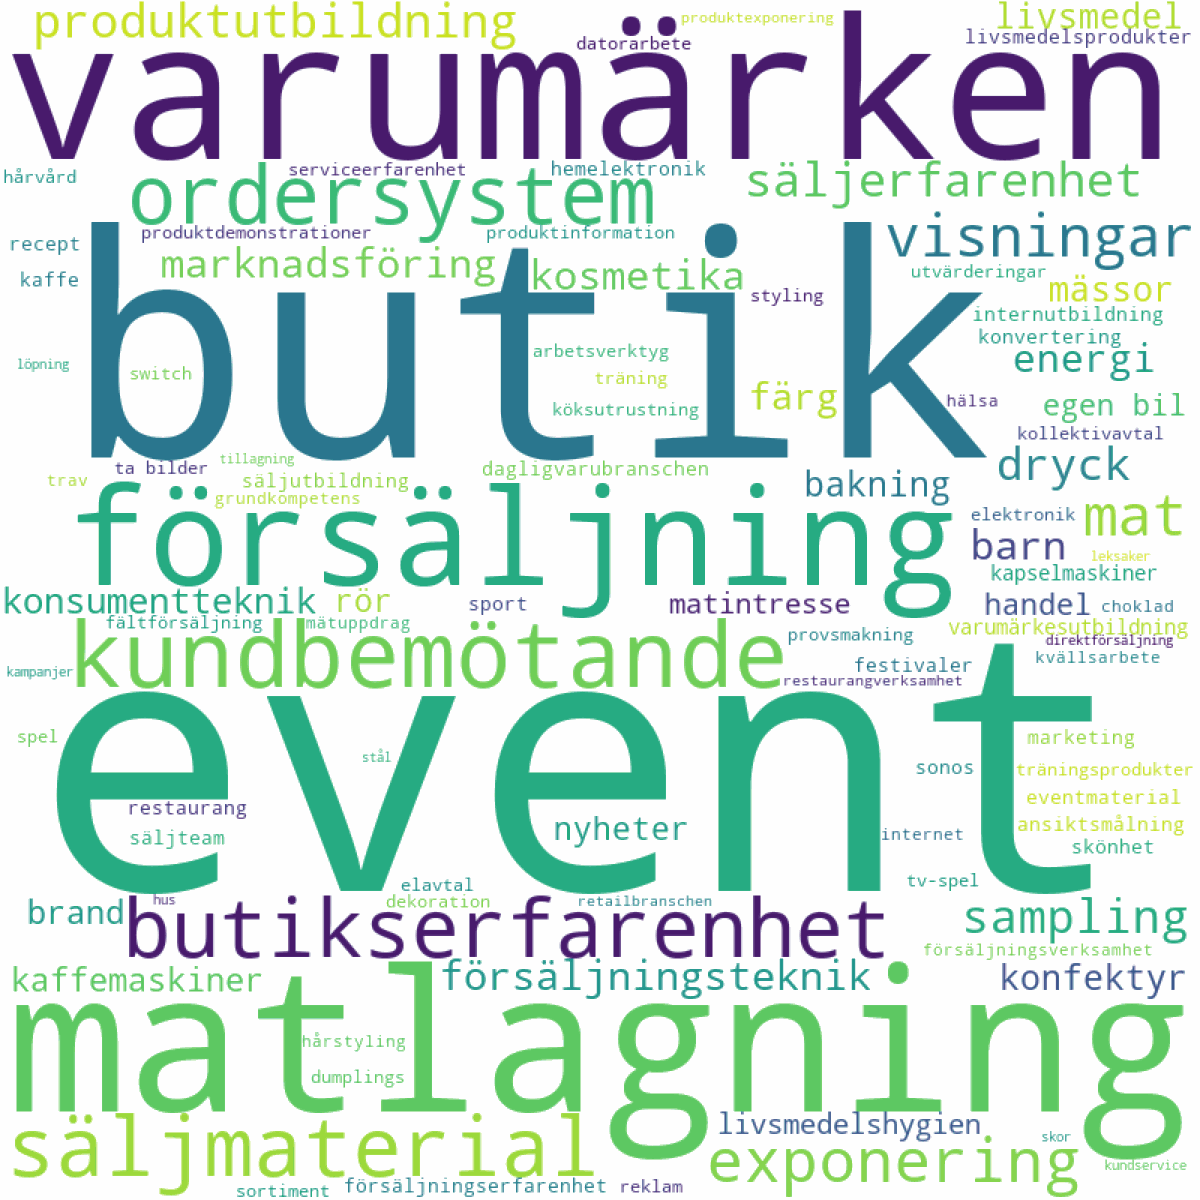 produktutbildning
produktexponering
livsmedel
datorarbete
livsmedelsprodukter
varumärken
hårvård
serviceerfarenhet
hemelektronik
ordersystem
säljerfarenhet
recept
produktdemonstrationer
produktinformation
visningar
kaffe
marknadsföring
kosmetika
utvärderingar
styling
mässor
butik
internutbildning
konvertering
löpning
switch
arbetsverktyg
träning
energi
köksutrustning
färg
hälsa
egen bil
kollektivavtal
trav
ta bilder
tillagning
säljutbildning
grundkompetens
dagligvarubranschen
bakning
dryck
försäljning
elektronik
mat
barn
leksaker
kapselmaskiner
konsumentteknik
rör
sport
matintresse
handel
choklad
fältförsäljning
mätuppdrag
varumärkesutbildning
kundbemötande
provsmakning
direktförsäljning
kampanjer
festivaler
kvällsarbete
restaurangverksamhet
event
spel
stål
marketing
sonos
träningsprodukter
restaurang
eventmaterial
säljteam
nyheter
internet
ansiktsmålning
skönhet
elavtal
tv-spel
brand
hus
dekoration
retailbranschen
butikserfarenhet
sampling
försäljningsverksamhet
kaffemaskiner
försäljningsteknik
konfektyr
matlagning
hårstyling
dumplings
säljmaterial
livsmedelshygien
skor
exponering
kundservice
sortiment
försäljningserfarenhet
reklam